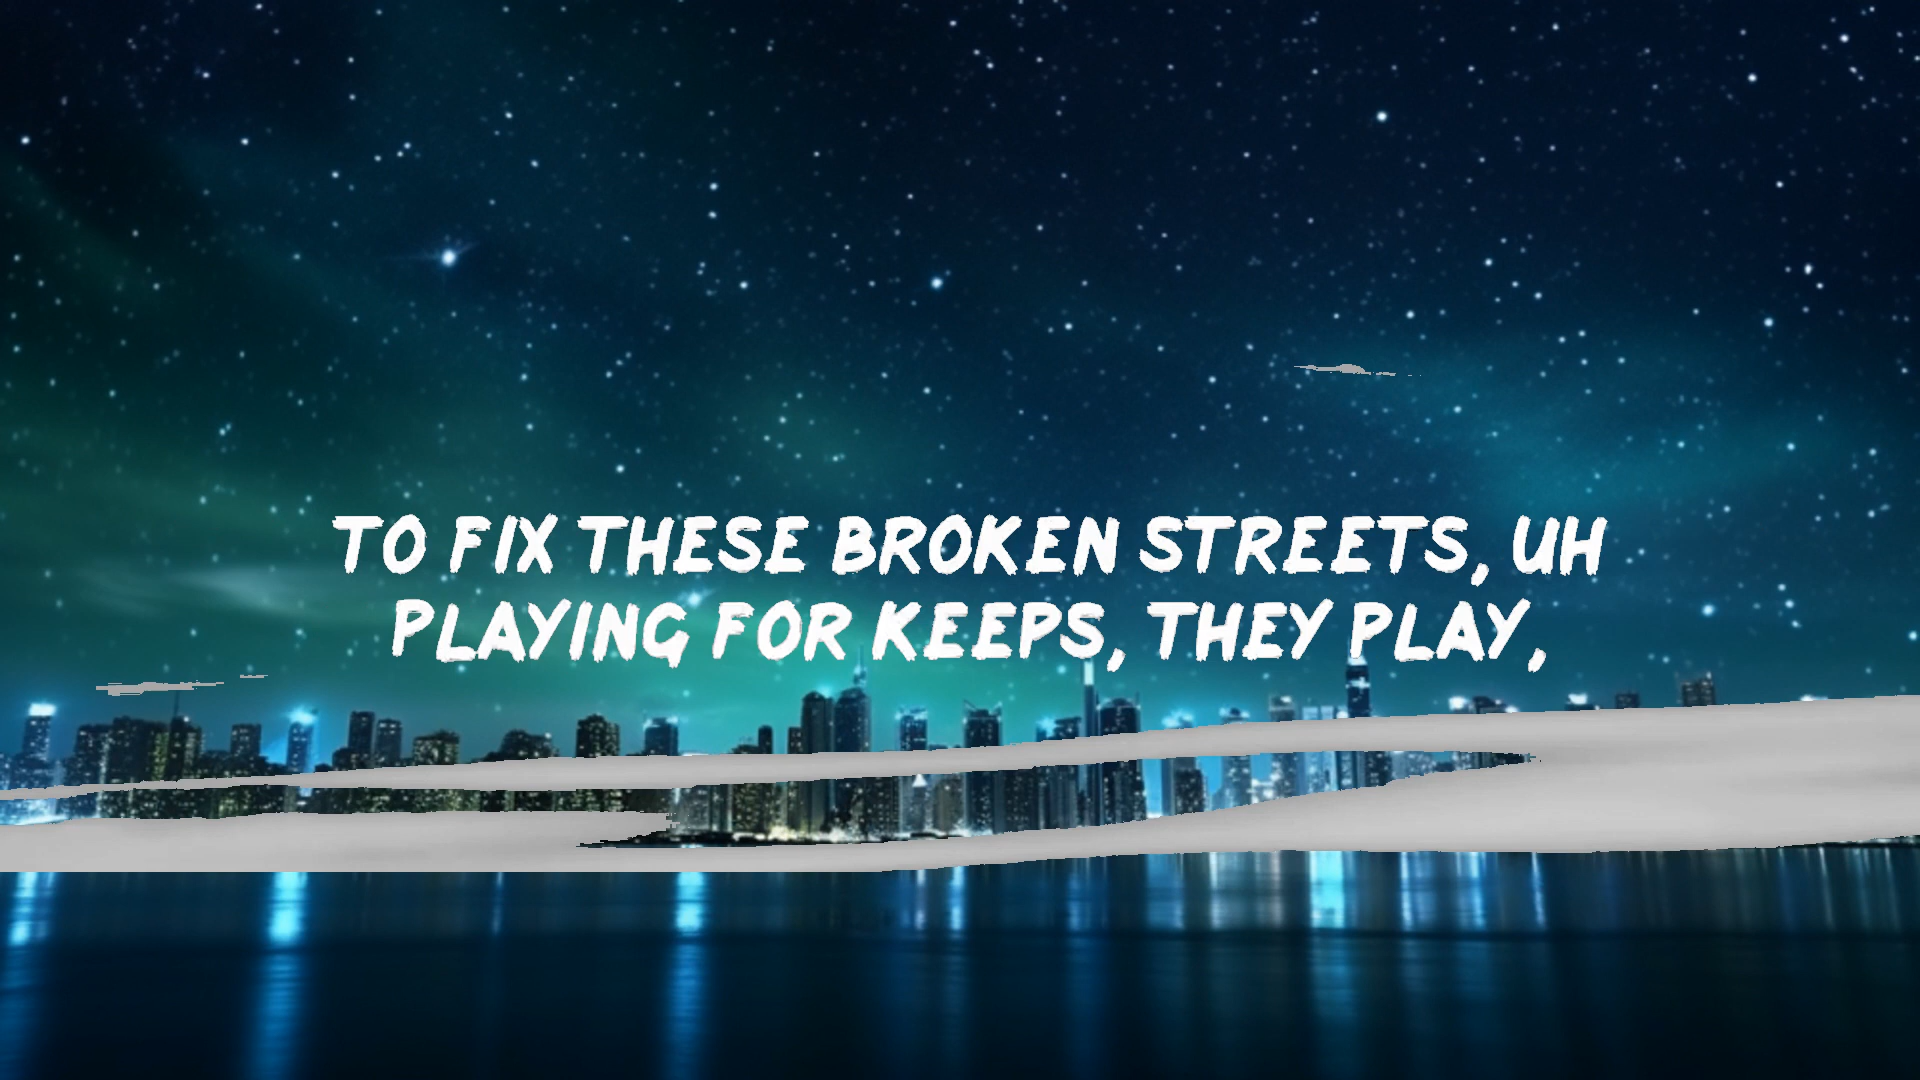 TO FIX THESE BROKEN STREETS, UH
PLAYING FOR KEEPS, THEY PLAY,